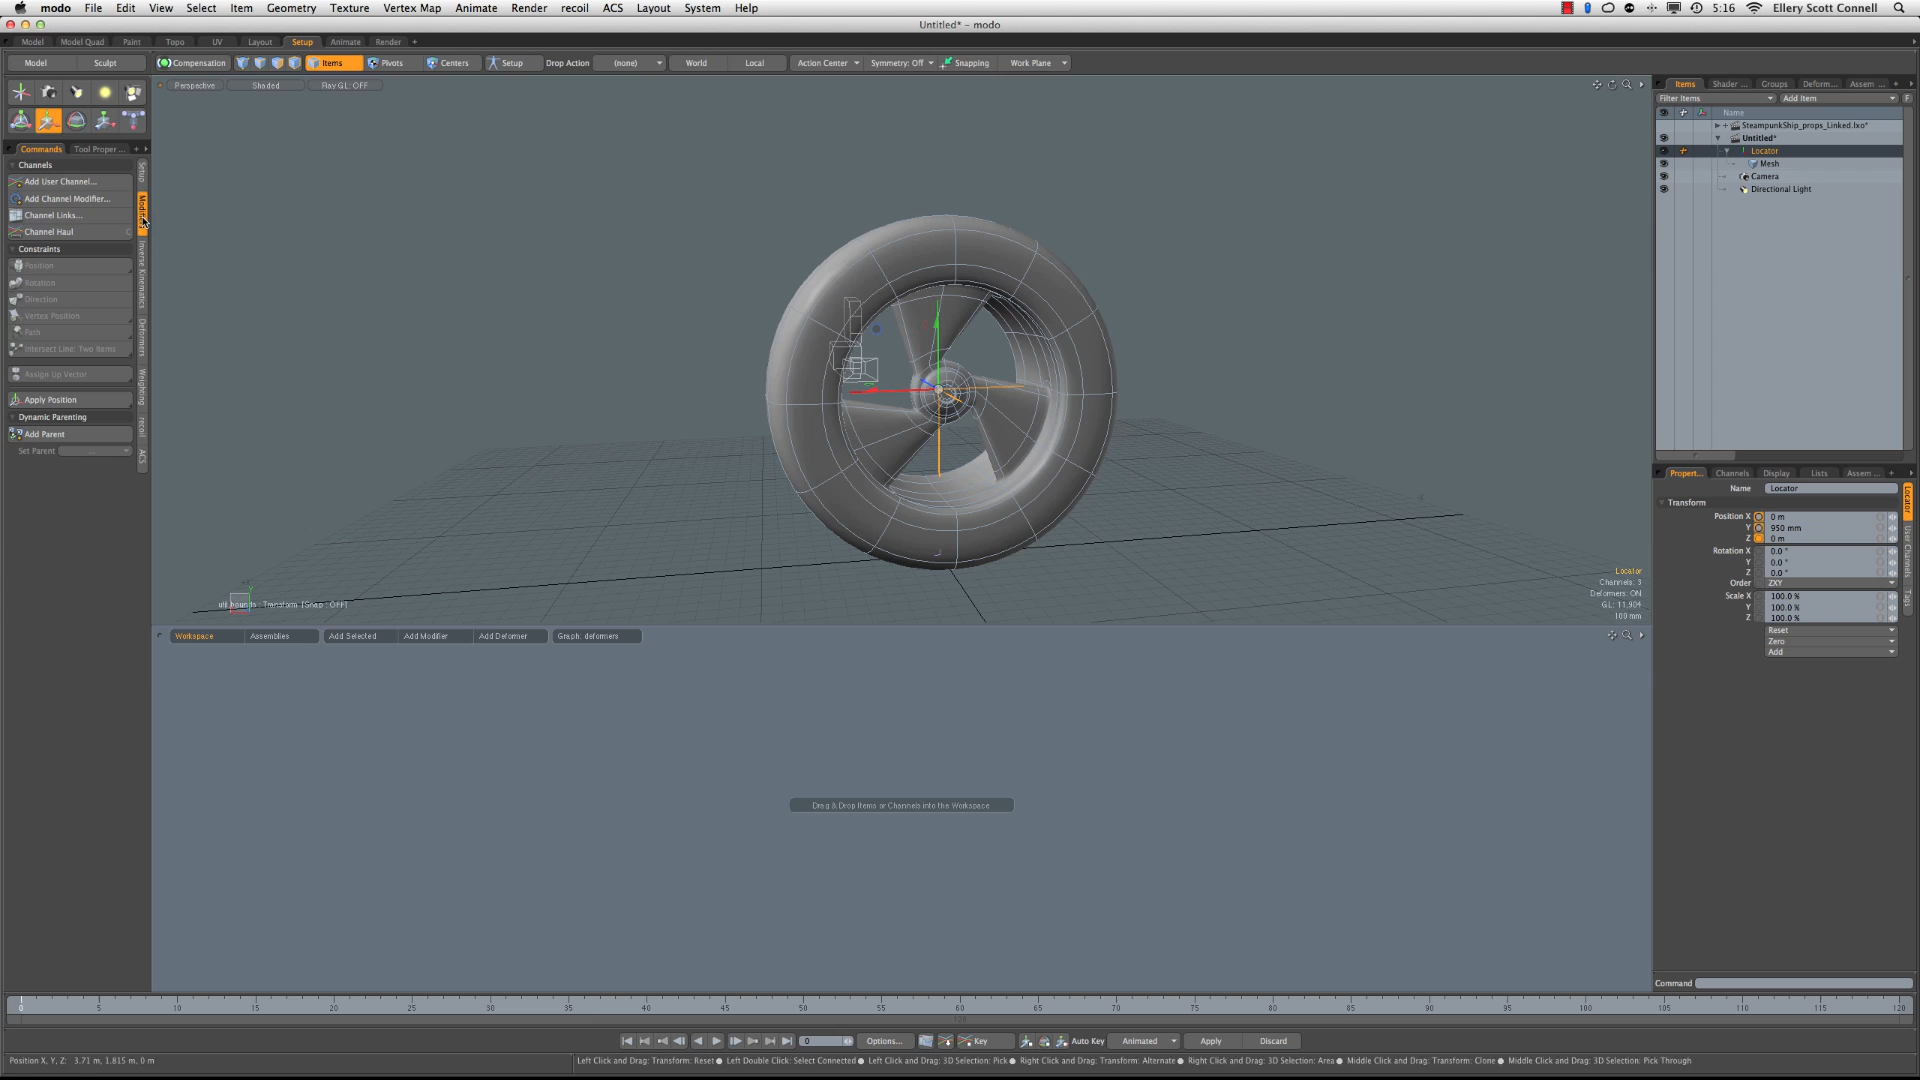 modo File Edit View Select Item Geometry Texture Vertex Map Animate Render recoil ACS Layout System Help 5:16 Ellery Scott Connell
Untitled* - modo
Model Model Quad Paint Topo UV Layout Setup Animate Render +
Model Sculpt Compensation Items Pivots Centers Setup Drop Action (none) World Local Action Center Symmetry: Off Snapping Work Plane
Perspective Shaded Ray GL: OFF
Items Shader ... Groups Deform... Assem ... +
Filter Items Add Item F
Name
SteampunkShip_props_Linked.lxo*
Untitled*
Locator
Mesh
Camera
Directional Light
Commands Tool Proper ... +
Channels
Add User Channel...
Add Channel Modifier...
Channel Links...
Channel Haul C
Constraints
Position
Rotation
Direction
Vertex Position
Path
Intersect Line: Two Items
Assign Up Vector
Apply Position
Dynamic Parenting
Add Parent
Set Parent ...
Setup
Inverse Kinematics
Deformers
Weighting
recoil
ACS
Locator
Channels: 3
Deformers: ON
GL: 11,904
100 mm
Transform [Snap : OFF]
Workspace Assemblies Add Selected Add Modifier Add Deformer Graph: deformers
Drag & Drop Items or Channels into the Workspace
Propert... Channels Display Lists Assem ... +
Name Locator
Transform
Position X 0 m
Y 950 mm
Z 0 m
Rotation X 0.0 °
Y 0.0 °
Z 0.0 °
Order ZXY
Scale X 100.0 %
Y 100.0 %
Z 100.0 %
Reset
Zero
Add
Locator
User Channels
Tags
Command
0 5 10 15 20 25 30 35 40 45 50 55 60 65 70 75 80 85 90 95 100 105 110 115 120
120
0 Options... Key Auto Key Animated Apply Discard
Position X, Y, Z: 3.71 m, 1.815 m, 0 m Left Click and Drag: Transform: Reset ● Left Double Click: Select Connected ● Left Click and Drag: 3D Selection: Pick ● Right Click and Drag: Transform: Alternate ● Right Click and Drag: 3D Selection: Area ● Middle Click and Drag: Transform: Clone ● Middle Click and Drag: 3D Selection: Pick Through